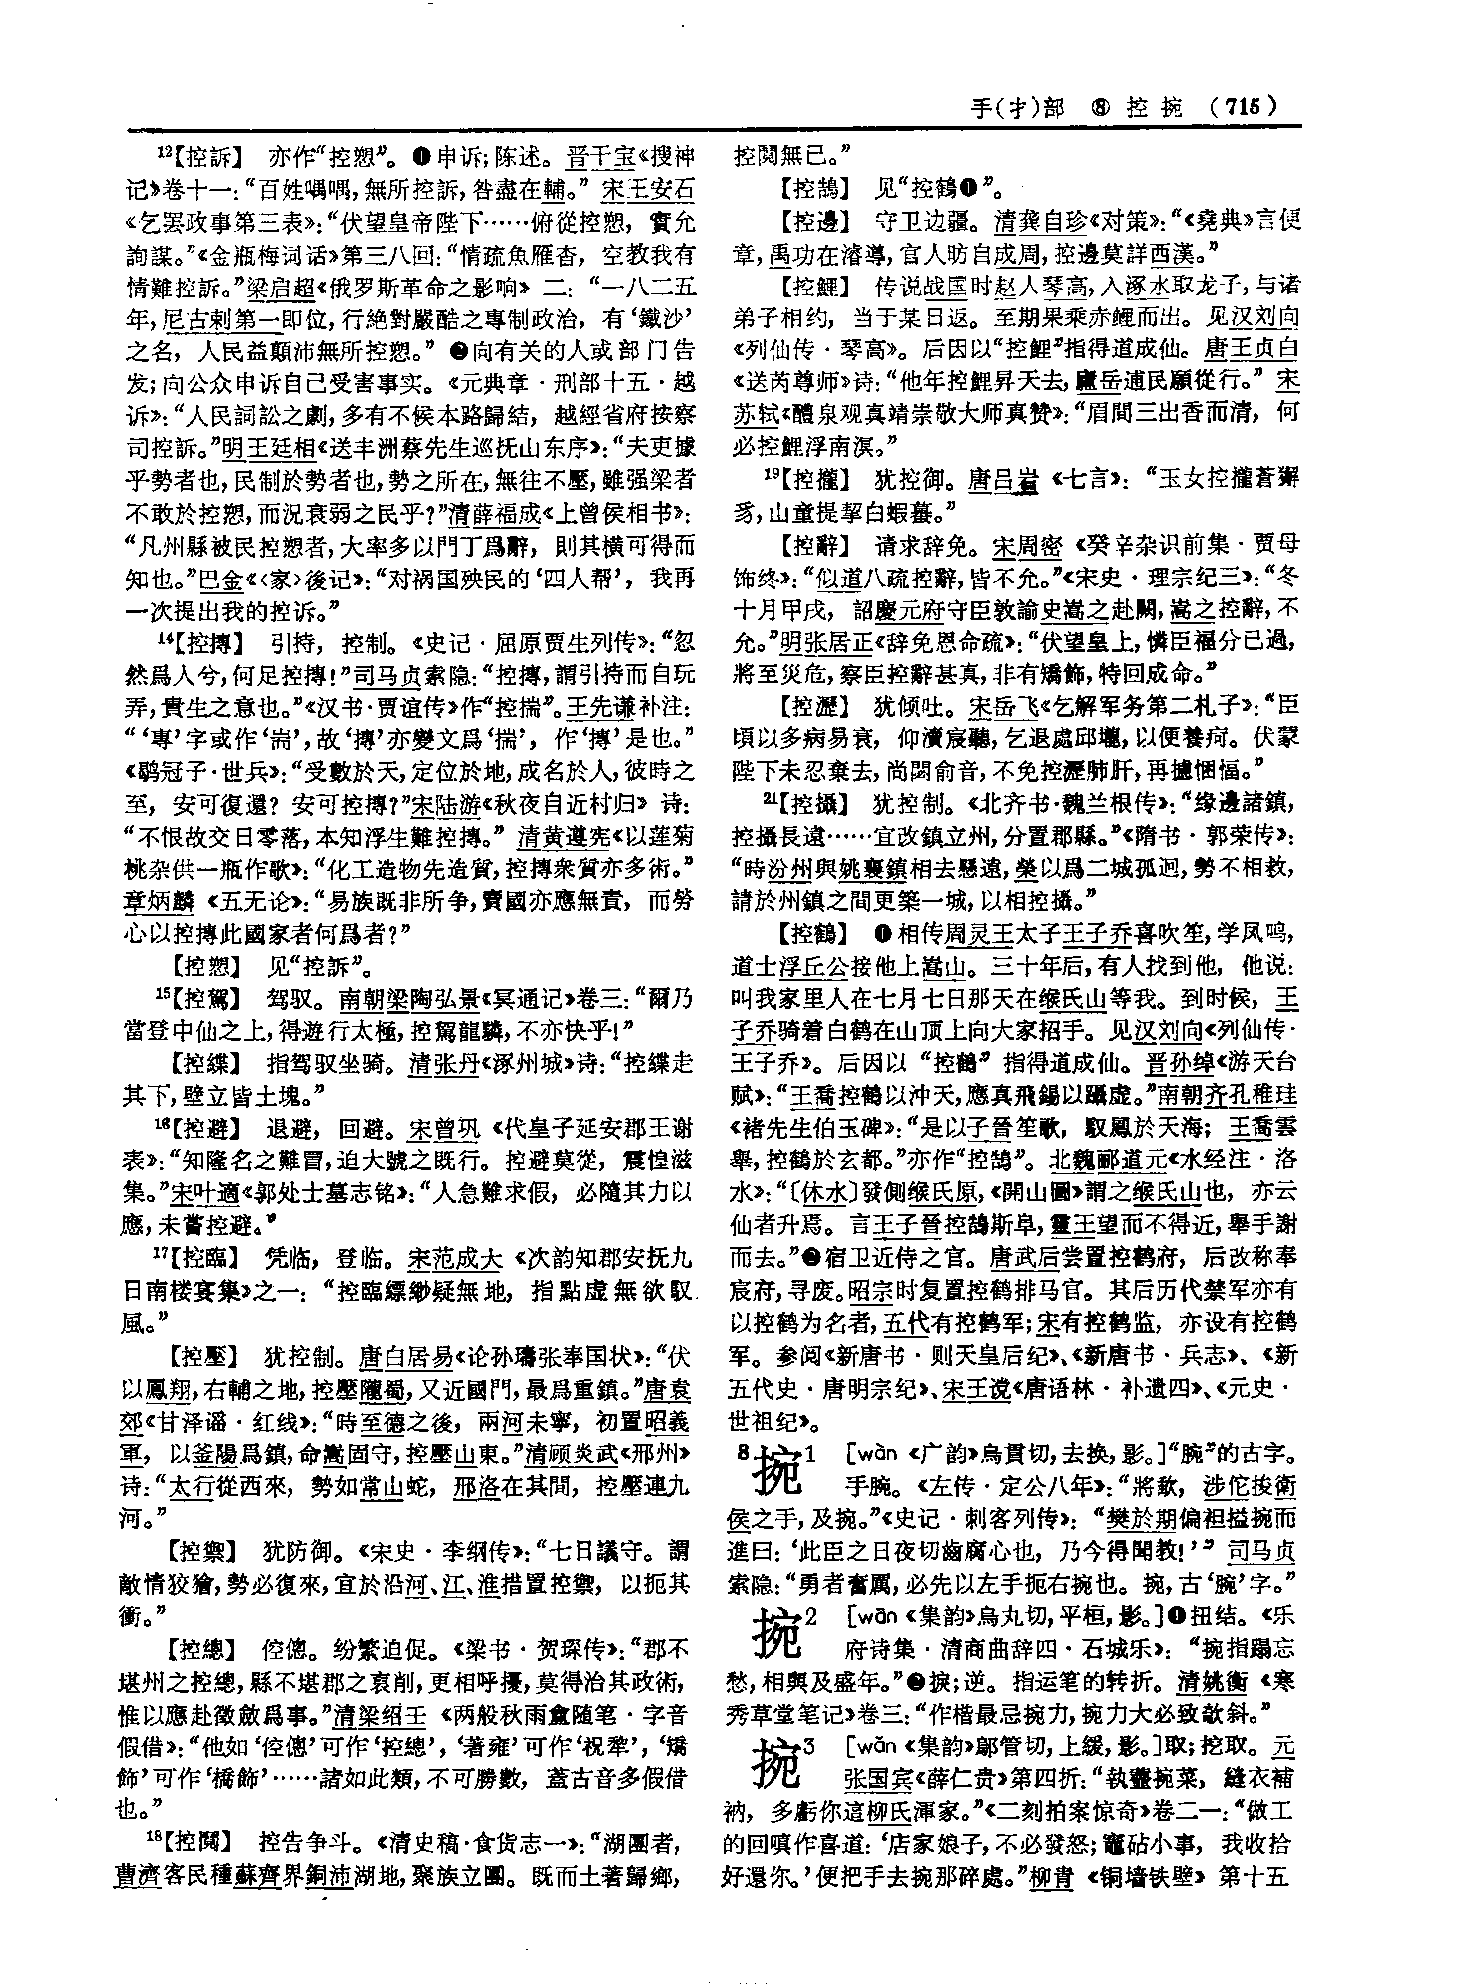 手(扌)部　⑧　控　捥　(715)
¹²【控訴】　亦作“控愬”。❶申诉;陈述。晋干宝《搜神
记》卷十一:“百姓喁喁,無所控訴,咎盡在輔。”宋王安石
《乞罢政事第三表》:“伏望皇帝陛下……俯從控愬,實允
詢謀。”《金瓶梅词话》第三八回:“情疏魚雁杳,空教我有
情難控訴。”梁启超《俄罗斯革命之影响》二:“一八二五
年,尼古剌第一即位,行絶對嚴酷之專制政治,有‘鐵沙’
之名,人民益顛沛無所控愬。”❷向有关的人或部门告
发;向公众申诉自己受害事实。《元典章·刑部十五·越
诉》:“人民詞訟之劇,多有不候本路歸結,越經省府按察
司控訴。”明王廷相《送丰洲蔡先生巡抚山东序》:“夫吏據
乎勢者也,民制於勢者也,勢之所在,無往不壓,雖强梁者
不敢於控愬,而況衰弱之民乎?”清薛福成《上曾侯相书》:
“凡州縣被民控愬者,大率多以門丁爲辭,則其横可得而
知也。”巴金《〈家〉後记》:“对祸国殃民的‘四人帮’,我再
一次提出我的控诉。”
¹⁴【控摶】　引持,控制。《史记·屈原贾生列传》:“忽
然爲人兮,何足控摶!”司马贞索隐:“控摶,謂引持而自玩
弄,貴生之意也。”《汉书·贾谊传》作“控揣”。王先谦补注:
“‘專’字或作‘耑’,故‘摶’亦變文爲‘揣’,作‘摶’是也。”
《鹖冠子·世兵》:“受數於天,定位於地,成名於人,彼時之
至,安可復還?安可控摶?”宋陆游《秋夜自近村归》诗:
“不恨故交日零落,本知浮生難控摶。”清黄遵宪《以莲菊
桃杂供一瓶作歌》:“化工造物先造質,控摶衆質亦多術。”
章炳麟《五无论》:“易族既非所争,賣國亦應無責,而勞
心以控摶此國家者何爲者?”
【控愬】　见“控訴”。
¹⁵【控駕】　驾驭。南朝梁陶弘景《冥通记》卷三:“爾乃
當登中仙之上,得遊行太極,控駕龍驎,不亦快乎!”
【控緤】　指驾驭坐骑。清张丹《涿州城》诗:“控緤走
其下,壁立皆土塊。”
¹⁶【控避】　退避,回避。宋曾巩《代皇子延安郡王谢
表》:“知隆名之難冒,迫大號之既行。控避莫從,震惶滋
集。”宋叶適《郭处士墓志铭》:“人急難求假,必隨其力以
應,未嘗控避。”
¹⁷【控臨】　凭临,登临。宋范成大《次韵知郡安抚九
日南楼宴集》之一:“控臨縹緲疑無地,指點虚無欲馭
風。”
【控壓】　犹控制。唐白居易《论孙璹张奉国状》:“伏
以鳳翔,右輔之地,控壓隴蜀,又近國門,最爲重鎮。”唐袁
郊《甘泽谣·红线》:“時至德之後,兩河未寧,初置昭義
軍,以釜陽爲鎮,命嵩固守,控壓山東。”清顾炎武《邢州》
诗:“太行從西來,勢如常山蛇,邢洺在其間,控壓連九
河。”
【控禦】　犹防御。《宋史·李纲传》:“七日議守。謂
敵情狡獪,勢必復來,宜於沿河、江、淮措置控禦,以扼其
衝。”
【控總】　倥傯。纷繁迫促。《梁书·贺琛传》:“郡不
堪州之控總,縣不堪郡之裒削,更相呼擾,莫得治其政術,
惟以應赴徵斂爲事。”清梁绍壬《两般秋雨盦随笔·字音
假借》:“他如‘倥傯’可作‘控總’,‘著雍’可作‘祝犂’,‘矯
飾’可作‘橋飾’……諸如此類,不可勝數,蓋古音多假借
也。”
¹⁸【控鬩】　控告争斗。《清史稿·食货志一》:“湖團者,
曹濟客民種蘇齊界銅沛湖地,聚族立團。既而土著歸鄉,
控鬩無已。”
【控鵠】　见“控鶴❶”。
【控邊】　守卫边疆。清龚自珍《对策》:“《堯典》言便
章,禹功在濬導,官人昉自成周,控邊莫詳西漢。”
【控鯉】　传说战国时赵人琴高,入涿水取龙子,与诸
弟子相约,当于某日返。至期果乘赤鲤而出。见汉刘向
《列仙传·琴高》。后因以“控鯉”指得道成仙。唐王贞白
《送芮尊师》诗:“他年控鯉昇天去,廬岳逋民願從行。”宋
苏轼《醴泉观真靖崇敬大师真赞》:“眉間三出香而清,何
必控鯉浮南溟。”
¹⁹【控攏】　犹控御。唐吕岩《七言》:“玉女控攏蒼獬
豸,山童提挈白蝦蟇。”
【控辭】　请求辞免。宋周密《癸辛杂识前集·贾母
饰终》:“似道八疏控辭,皆不允。”《宋史·理宗纪三》:“冬
十月甲戌,詔慶元府守臣敦諭史嵩之赴闕,嵩之控辭,不
允。”明张居正《辞免恩命疏》:“伏望皇上,憐臣福分已過,
將至災危,察臣控辭甚真,非有矯飾,特回成命。”
【控瀝】　犹倾吐。宋岳飞《乞解军务第二札子》:“臣
頃以多病易衰,仰瀆宸聽,乞退處邱壠,以便養痾。伏蒙
陛下未忍棄去,尚閟俞音,不免控瀝肺肝,再攄悃愊。”
²¹【控攝】　犹控制。《北齐书·魏兰根传》:“缘邊諸鎮,
控攝長遠……宜改鎮立州,分置郡縣。”《隋书·郭荣传》:
“時汾州與姚襄鎮相去懸遠,榮以爲二城孤迥,勢不相救,
請於州鎮之間更築一城,以相控攝。”
【控鶴】　❶相传周灵王太子王子乔喜吹笙,学凤鸣,
道士浮丘公接他上嵩山。三十年后,有人找到他,他说:
叫我家里人在七月七日那天在缑氏山等我。到时候,王
子乔骑着白鹤在山顶上向大家招手。见汉刘向《列仙传·
王子乔》。后因以“控鶴”指得道成仙。晋孙绰《游天台
赋》:“王喬控鶴以沖天,應真飛錫以躡虚。”南朝齐孔稚珪
《褚先生伯玉碑》:“是以子晉笙歌,馭鳳於天海;王喬雲
舉,控鶴於玄都。”亦作“控鵠”。北魏郦道元《水经注·洛
水》:“〔休水〕發側缑氏原,《開山圖》謂之缑氏山也,亦云
仙者升焉。言王子晉控鵠斯阜,靈王望而不得近,舉手謝
而去。”❷宿卫近侍之官。唐武后尝置控鹤府,后改称奉
宸府,寻废。昭宗时复置控鹤排马官。其后历代禁军亦有
以控鹤为名者,五代有控鹤军;宋有控鹤监,亦设有控鹤
军。参阅《新唐书·则天皇后纪》、《新唐书·兵志》、《新
五代史·唐明宗纪》、宋王谠《唐语林·补遗四》、《元史·
世祖纪》。
⁸捥¹　[wàn《广韵》烏貫切,去换,影。]“腕”的古字。
手腕。《左传·定公八年》:“將歃,涉佗捘衛
侯之手,及捥。”《史记·刺客列传》:“樊於期偏袒搤捥而
進曰:‘此臣之日夜切齒腐心也,乃今得聞教!’”司马贞
索隐:“勇者奮厲,必先以左手扼右捥也。捥,古‘腕’字。”
捥²　[wān《集韵》烏丸切,平桓,影。]❶扭结。《乐
府诗集·清商曲辞四·石城乐》:“捥指蹋忘
愁,相與及盛年。”❷捩;逆。指运笔的转折。清姚衡《寒
秀草堂笔记》卷三:“作楷最忌捥力,捥力大必致欹斜。”
捥³　[wǎn《集韵》鄔管切,上緩,影。]取;挖取。元
张国宾《薛仁贵》第四折:“執虀捥菜,縫衣補
衲,多虧你這柳氏渾家。”《二刻拍案惊奇》卷二一:“做工
的回嗔作喜道:‘店家娘子,不必發怒;竈砧小事,我收拾
好還你。’便把手去捥那碎處。”柳青《铜墙铁壁》第十五